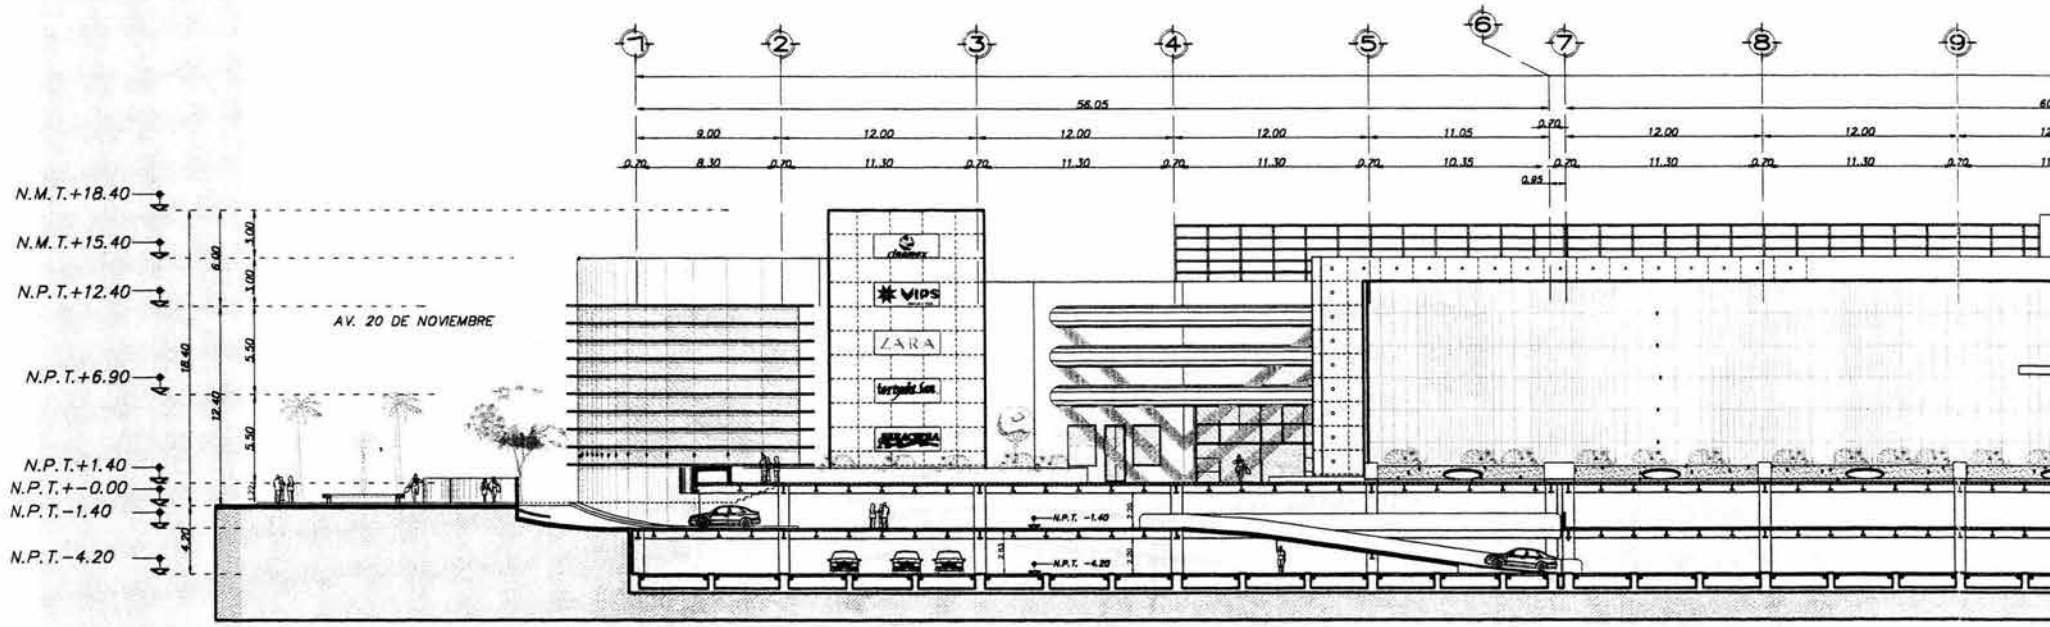 1 2 3 4 5 6 7 8 9
56.05
9.00 12.00 12.00 12.00 11.05 0.70 12.00 12.00
0.70 8.30 0.70 11.30 0.70 11.30 0.70 11.30 0.70 10.35 0.70 11.30 0.70 11.30 0.70
0.95
N.M.T.+18.40
N.M.T.+15.40
N.P.T.+12.40
N.P.T.+6.90
N.P.T.+1.40
N.P.T.+-0.00
N.P.T.-1.40
N.P.T.-4.20
18.40
4.20
6.00
12.40
3.00
3.00
5.50
5.50
AV. 20 DE NOVIEMBRE
cinemex
VIPS
ZARA
N.P.T. -1.40
N.P.T. -4.20